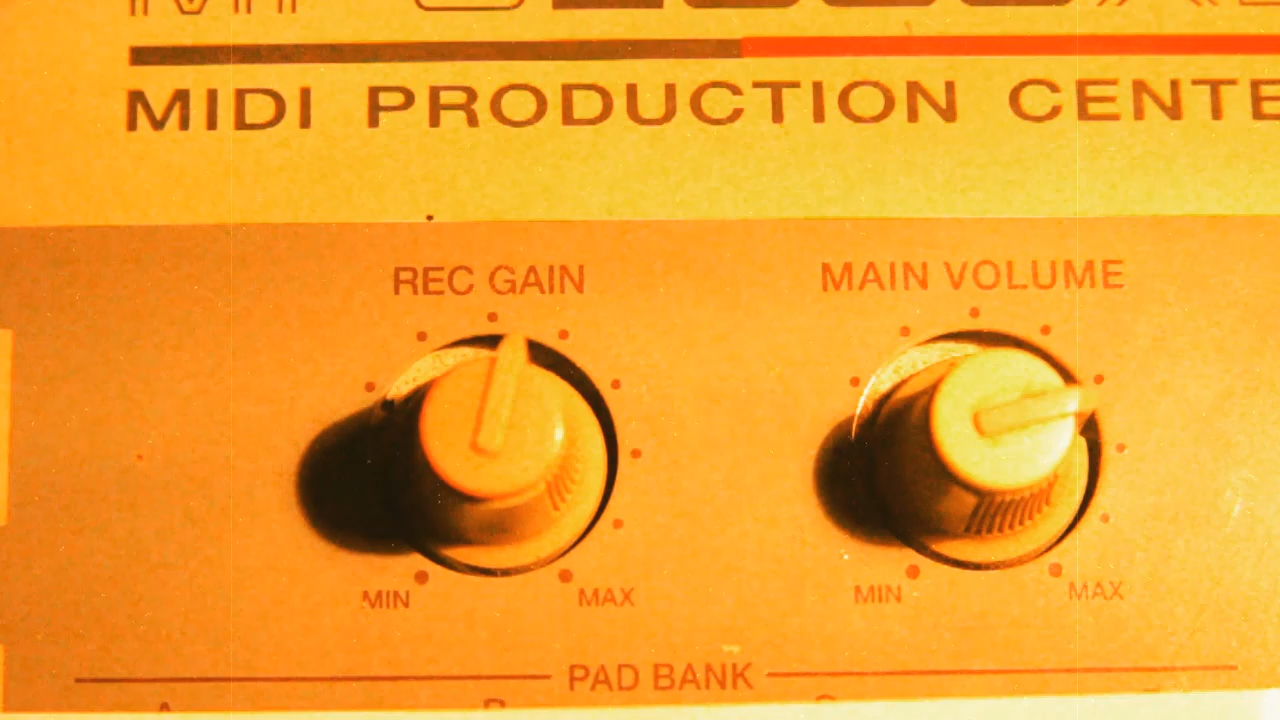 MIDI PRODUCTION CENTE
REC GAIN
MAIN VOLUME
MIN
MAX
MIN
MAX
PAD BANK